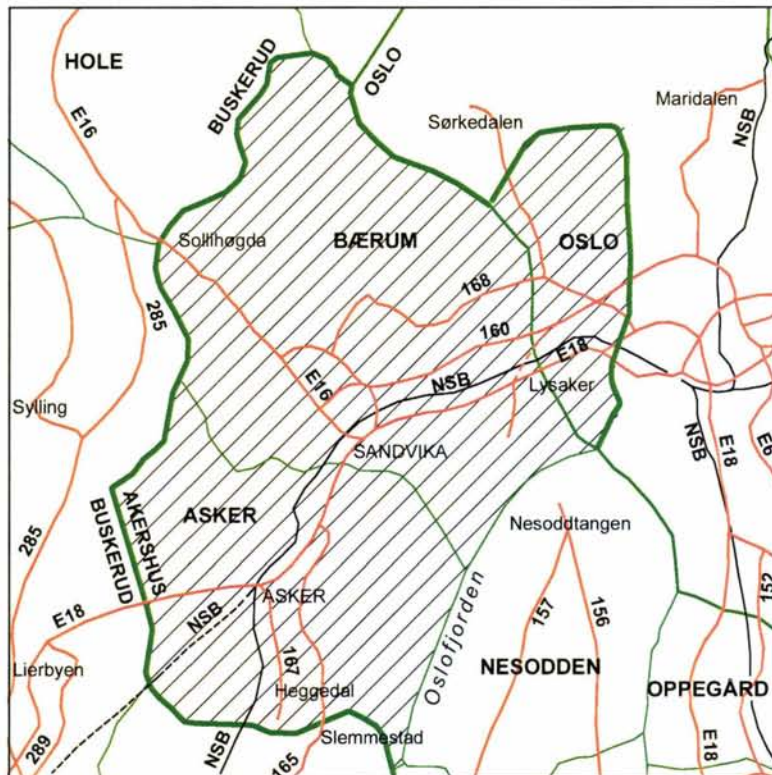 HOLE
BUSKERUD
OSLO
E16
Sørkedalen
Maridalen
NSB
Sollihøgda
BÆRUM
OSLO
285
168
160
E18
NSB
E16
Lysaker
Sylling
SANDVIKA
NSB
E18
E6
ASKER
AKERSHUS
BUSKERUD
285
Nesoddtangen
ASKER
E18
NSB
Oslofjorden
157
156
152
Lierbyen
167
Heggedal
NESODDEN
OPPEGÅRD
289
NSB
Slemmestad
165
E18